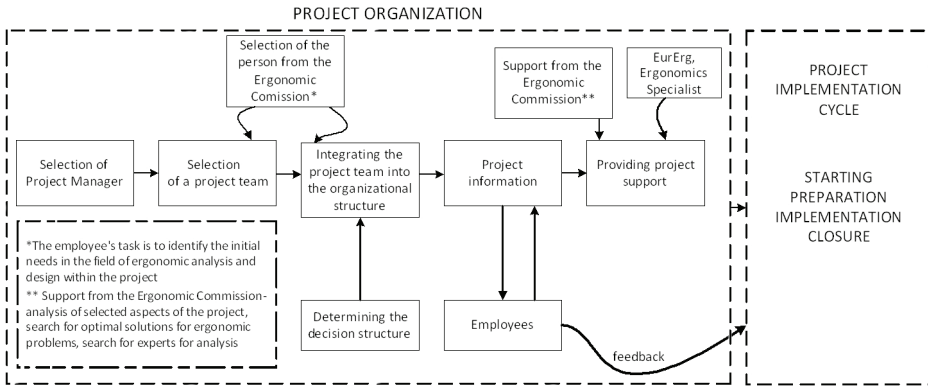 PROJECT ORGANIZATION
Selection of the
person from the
Ergonomic
Comission*
Support from the
Ergonomic
Commission**
EurErg,
Ergonomics
Specialist
PROJECT
IMPLEMENTATION
CYCLE
Selection of
Project Manager
Selection
of a project team
Integrating the
project team into
the organizational
structure
Project
information
Providing project
support
STARTING
PREPARATION
IMPLEMENTATION
CLOSURE
*The employee's task is to identify the initial
needs in the field of ergonomic analysis and
design within the project
** Support from the Ergonomic Commission-
analysis of selected aspects of the project,
search for optimal solutions for ergonomic
problems, search for experts for analysis
Determining the
decision structure
Employees
feedback